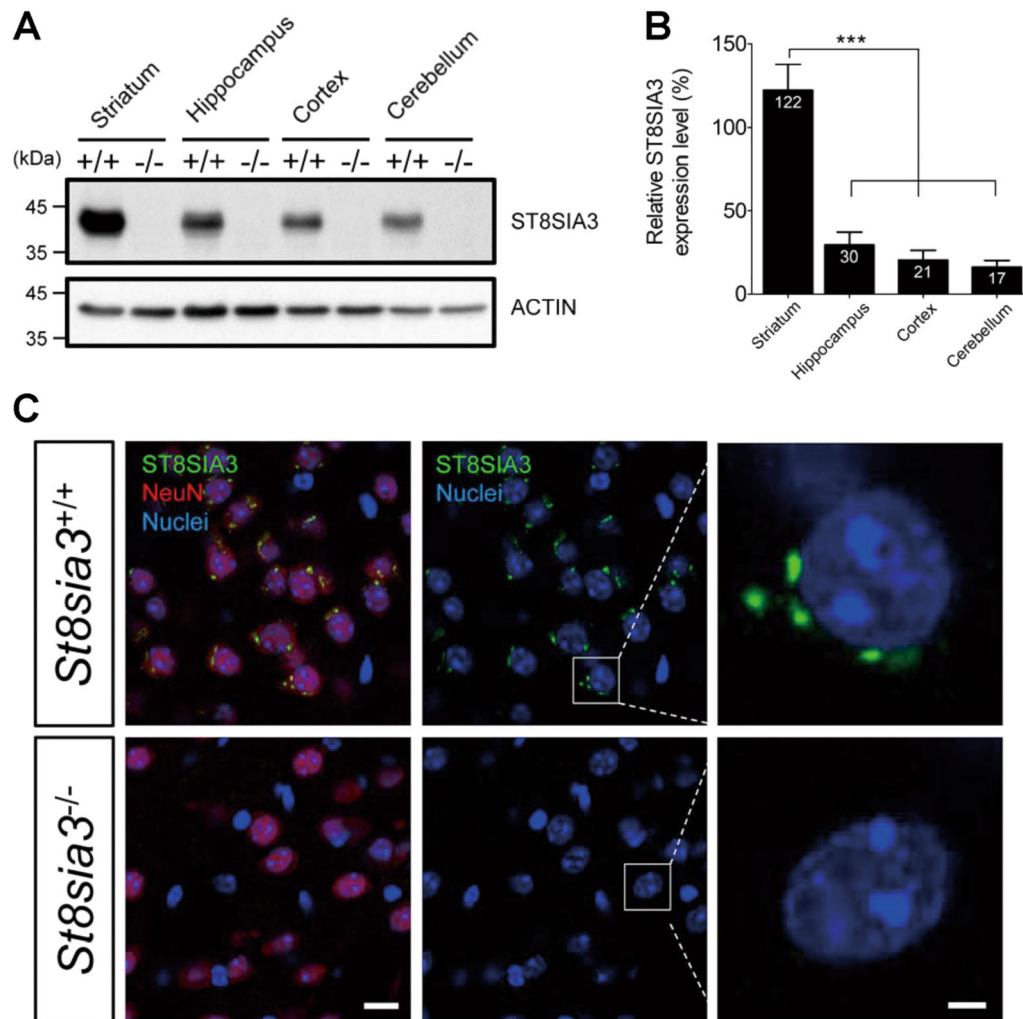 A
Striatum
Hippocampus
Cortex
Cerebellum
(kDa) +/+ -/- +/+ -/- +/+ -/- +/+ -/-
45
35
ST8SIA3
45
35
ACTIN
B
Relative ST8SIA3
expression level (%)
150
100
50
0
***
122
30
21
17
Striatum
Hippocampus
Cortex
Cerebellum
C
St8sia3+/+
ST8SIA3
NeuN
Nuclei
ST8SIA3
Nuclei
St8sia3-/-